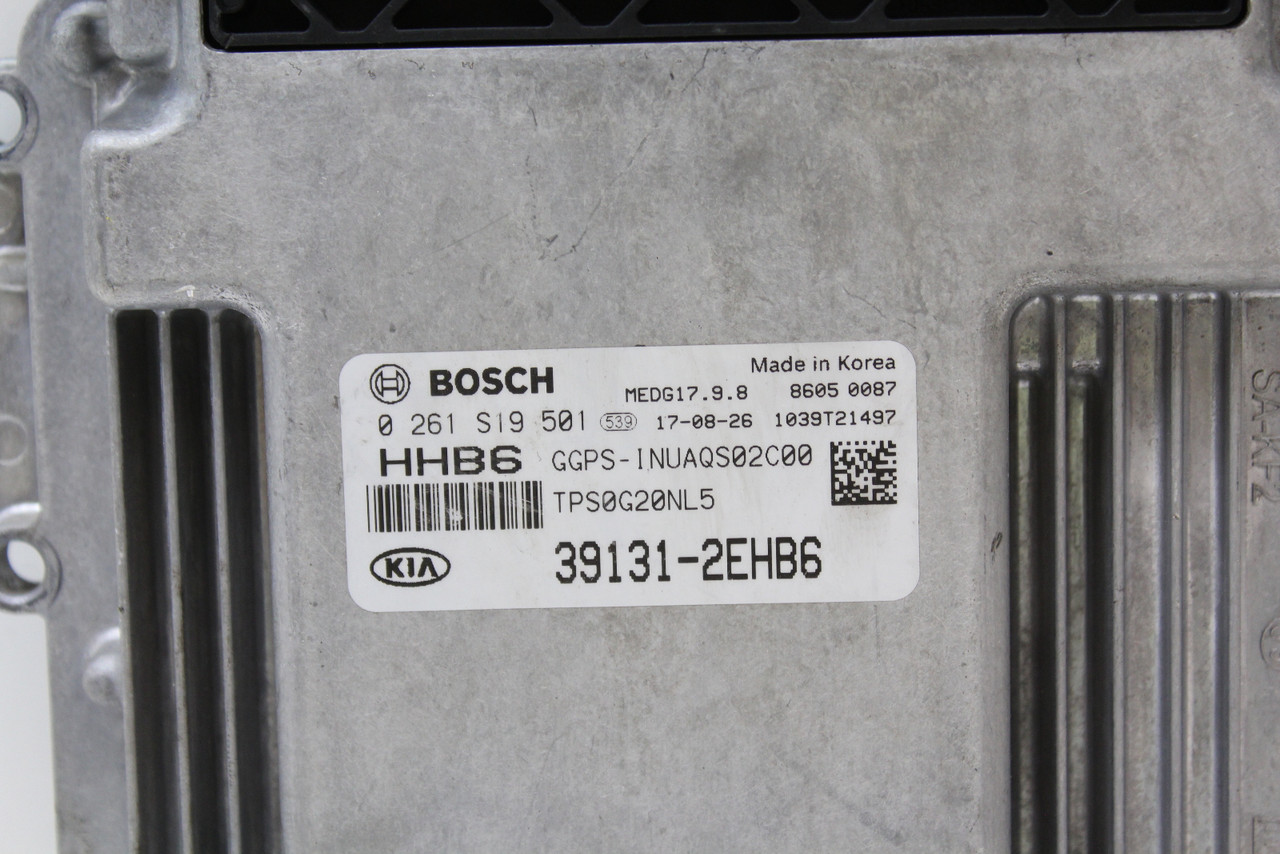 BOSCH
Made in Korea
MEDG17.9.8 8605 0087
0 261 S19 501 539 17-08-26 1039T21497
HHB6 GGPS-INUAQS02C00
TPS0G20NL5
KIA 39131-2EHB6